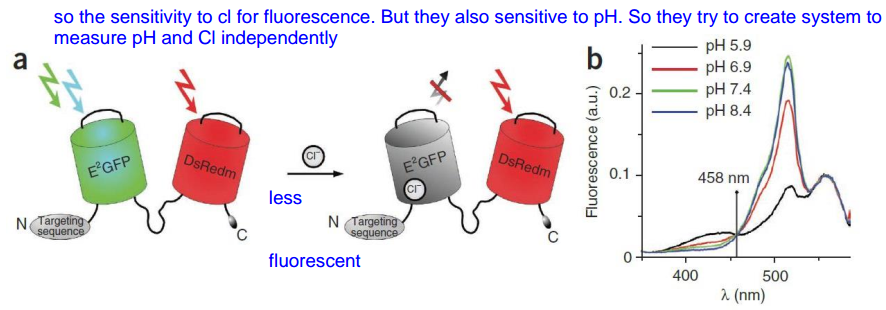 so the sensitivity to cl for fluorescence. But they also sensitive to pH. So they try to create system to
measure pH and Cl independently
a
E²GFP
DsRedm
N
Targeting
sequence
C
Cl⁻
less
fluorescent
E²GFP
Cl⁻
DsRedm
N
Targeting
sequence
C
b
pH 5.9
pH 6.9
pH 7.4
pH 8.4
458 nm
Fluorescence (a.u.)
0.2
0.1
0
400
500
λ (nm)